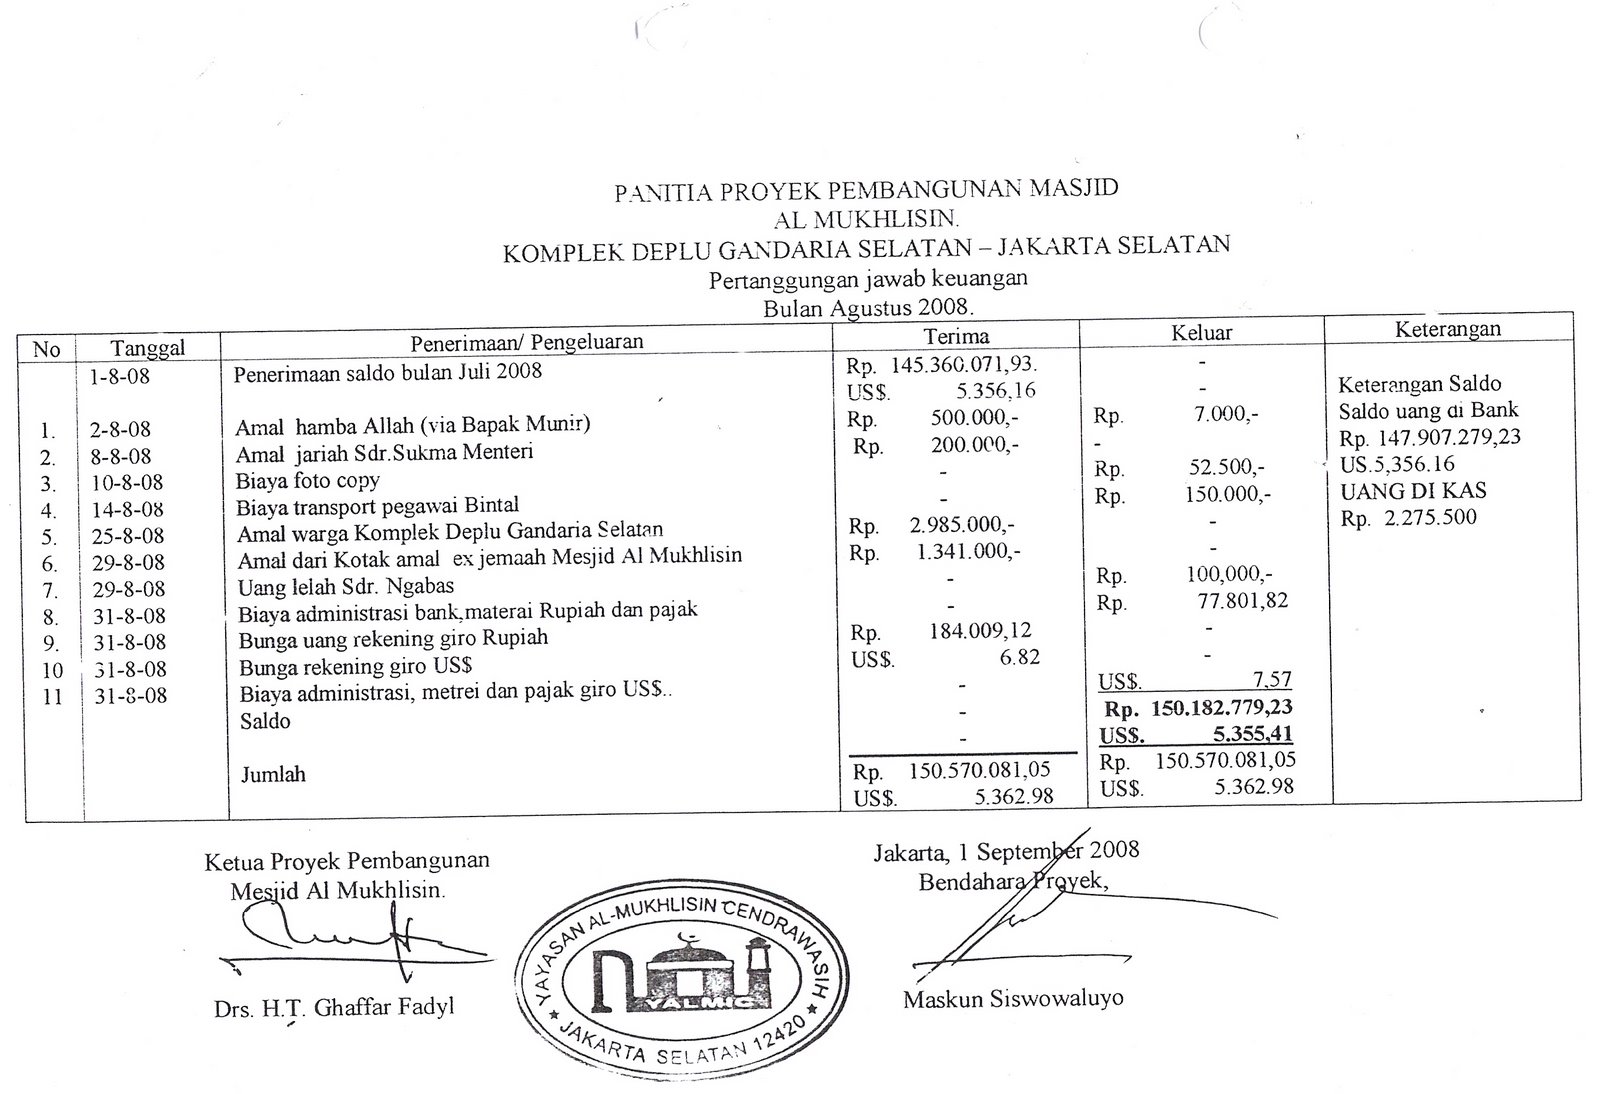 PANITIA PROYEK PEMBANGUNAN MASJID
AL MUKHLISIN.
KOMPLEK DEPLU GANDARIA SELATAN – JAKARTA SELATAN
Pertanggungan jawab keuangan
Bulan Agustus 2008.
No Tanggal Penerimaan/ Pengeluaran Terima Keluar Keterangan
1-8-08 Penerimaan saldo bulan Juli 2008 Rp. 145.360.071,93. -
US$. 5.356,16 - Keterangan Saldo
1. 2-8-08 Amal hamba Allah (via Bapak Munir) Rp. 500.000,- Rp. 7.000,- Saldo uang di Bank
2. 8-8-08 Amal jariah Sdr.Sukma Menteri Rp. 200.000,- - Rp. 147.907.279,23
3. 10-8-08 Biaya foto copy - Rp. 52.500,- US.5,356.16
4. 14-8-08 Biaya transport pegawai Bintal - Rp. 150.000,- UANG DI KAS
5. 25-8-08 Amal warga Komplek Deplu Gandaria Selatan Rp. 2.985.000,- - Rp. 2.275.500
6. 29-8-08 Amal dari Kotak amal ex jemaah Mesjid Al Mukhlisin Rp. 1.341.000,- -
7. 29-8-08 Uang lelah Sdr. Ngabas - Rp. 100,000,-
8. 31-8-08 Biaya administrasi bank,materai Rupiah dan pajak - Rp. 77.801,82
9. 31-8-08 Bunga uang rekening giro Rupiah Rp. 184.009,12 -
10 31-8-08 Bunga rekening giro US$ US$. 6.82 -
11 31-8-08 Biaya administrasi, metrei dan pajak giro US$.. - US$. 7,57
Saldo - Rp. 150.182.779,23
- US$. 5.355,41
Jumlah Rp. 150.570.081,05 Rp. 150.570.081,05
US$. 5.362.98 US$. 5.362.98
Ketua Proyek Pembangunan
Mesjid Al Mukhlisin.
Drs. H.T. Ghaffar Fadyl
YAYASAN AL-MUKHLISIN CENDRAWASIH
YALMIC
★ JAKARTA SELATAN 12420 ★
Jakarta, 1 September 2008
Bendahara Proyek,
Maskun Siswowaluyo